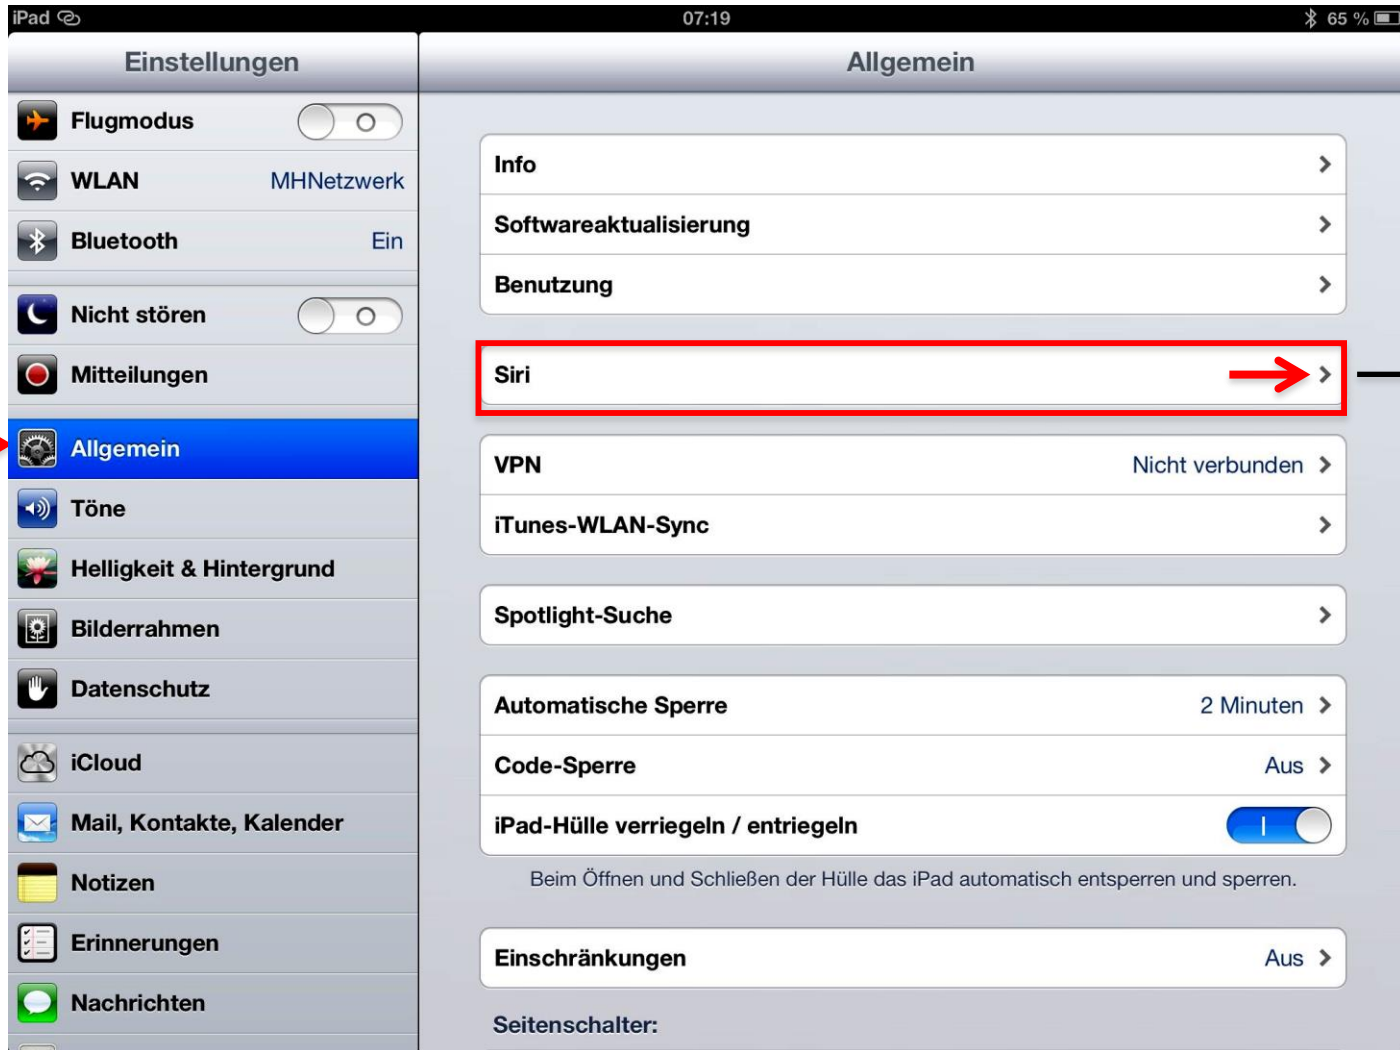 iPad 07:19 65 %
Einstellungen
Flugmodus
WLAN MHNetzwerk
Bluetooth Ein
Nicht stören
Mitteilungen
Allgemein
Töne
Helligkeit & Hintergrund
Bilderrahmen
Datenschutz
iCloud
Mail, Kontakte, Kalender
Notizen
Erinnerungen
Nachrichten
Allgemein
Info
Softwareaktualisierung
Benutzung
Siri
VPN Nicht verbunden
iTunes-WLAN-Sync
Spotlight-Suche
Automatische Sperre 2 Minuten
Code-Sperre Aus
iPad-Hülle verriegeln / entriegeln
Beim Öffnen und Schließen der Hülle das iPad automatisch entsperren und sperren.
Einschränkungen Aus
Seitenschalter: